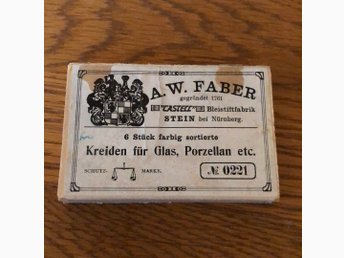 A.W. FABER
gegründet 1761
"CASTELL" Bleistiftfabrik
STEIN bei Nürnberg.
6 Stück farbig sortierte
Kreiden für Glas, Porzellan etc.
SCHUTZ- MARKE.
№ 0221